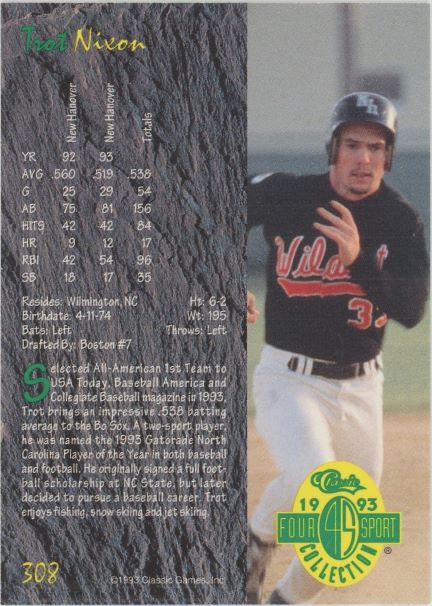 Trot Nixon
New Hanover
New Hanover
Totals
YR 92 93
AVG .560 .519 .538
G 25 29 54
AB 75 81 156
HITS 42 42 84
HR 9 12 17
RBI 42 54 96
SB 18 17 35
Resides: Wilmington, NC Ht: 6-2
Birthdate: 4-11-74 Wt: 195
Bats: Left Throws: Left
Drafted By: Boston #7
Selected All-American 1st Team to
USA Today, Baseball America and
Collegiate Baseball magazine in 1993,
Trot brings an impressive .538 batting
average to the Bo Sox. A two-sport player,
he was named the 1993 Gatorade North
Carolina Player of the Year in both baseball
and football. He originally signed a full foot-
ball scholarship at NC State, but later
decided to pursue a baseball career. Trot
enjoys fishing, snow skiing and jet skiing.
NH
Wildcat
3
Classic
1993
FOUR 4S SPORT
COLLECTION
®
308
©1993 Classic Games, Inc